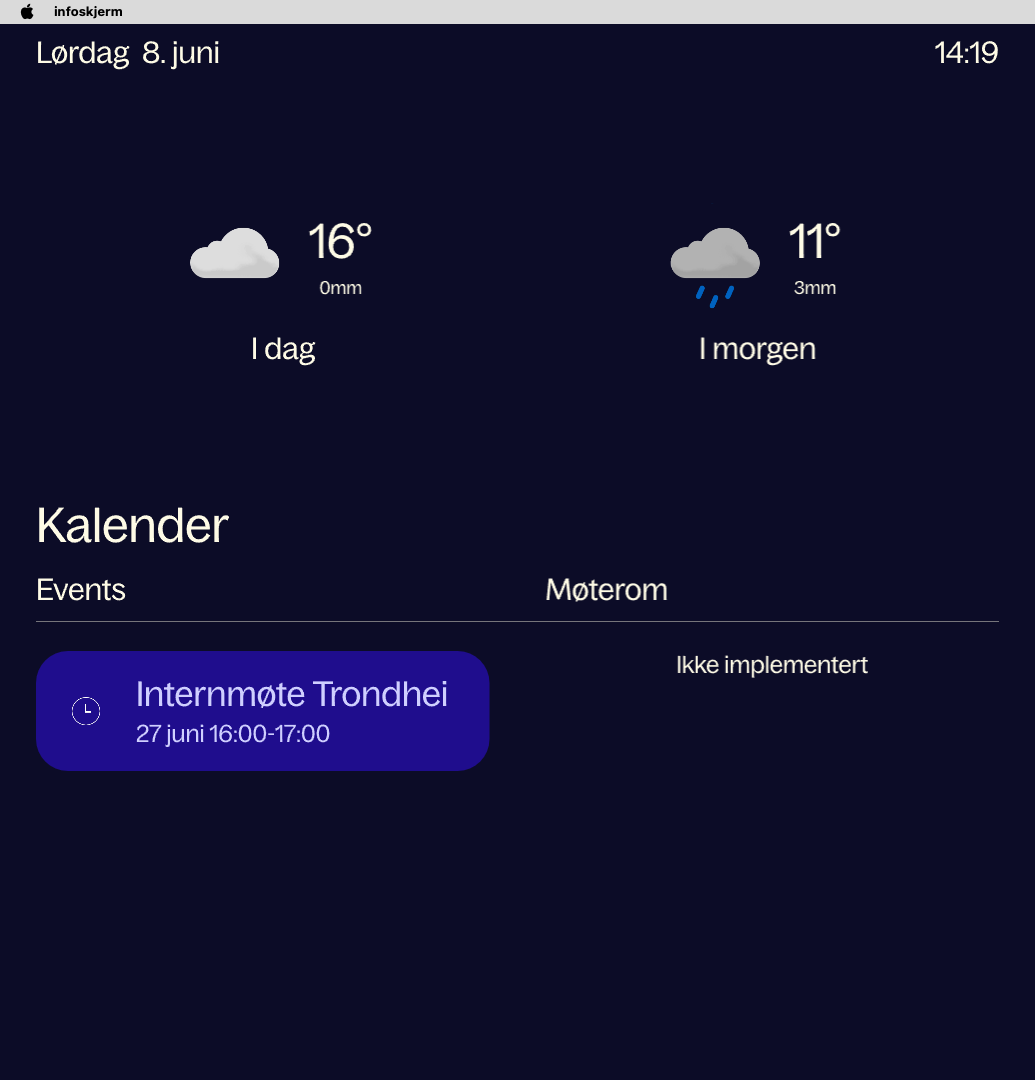 infoskjerm
Lørdag 8. juni
14:19
16°
0mm
I dag
11°
3mm
I morgen
Kalender
Events
Møterom
Internmøte Trondhei
27 juni 16:00-17:00
Ikke implementert